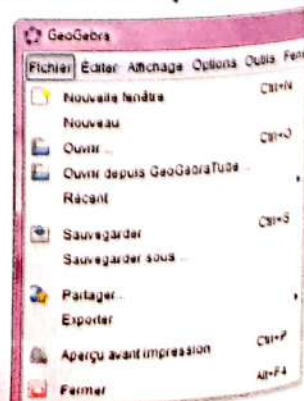 GeoGebra
Fichier Éditer Affichage Options Outils Fen
Nouvelle fenêtre Ctrl+N
Nouveau
Ouvrir... Ctrl+O
Ouvrir depuis GeoGebraTube...
Récent
Sauvegarder Ctrl+S
Sauvegarder sous...
Partager...
Exporter
Aperçu avant impression Ctrl+P
Fermer Alt+F4